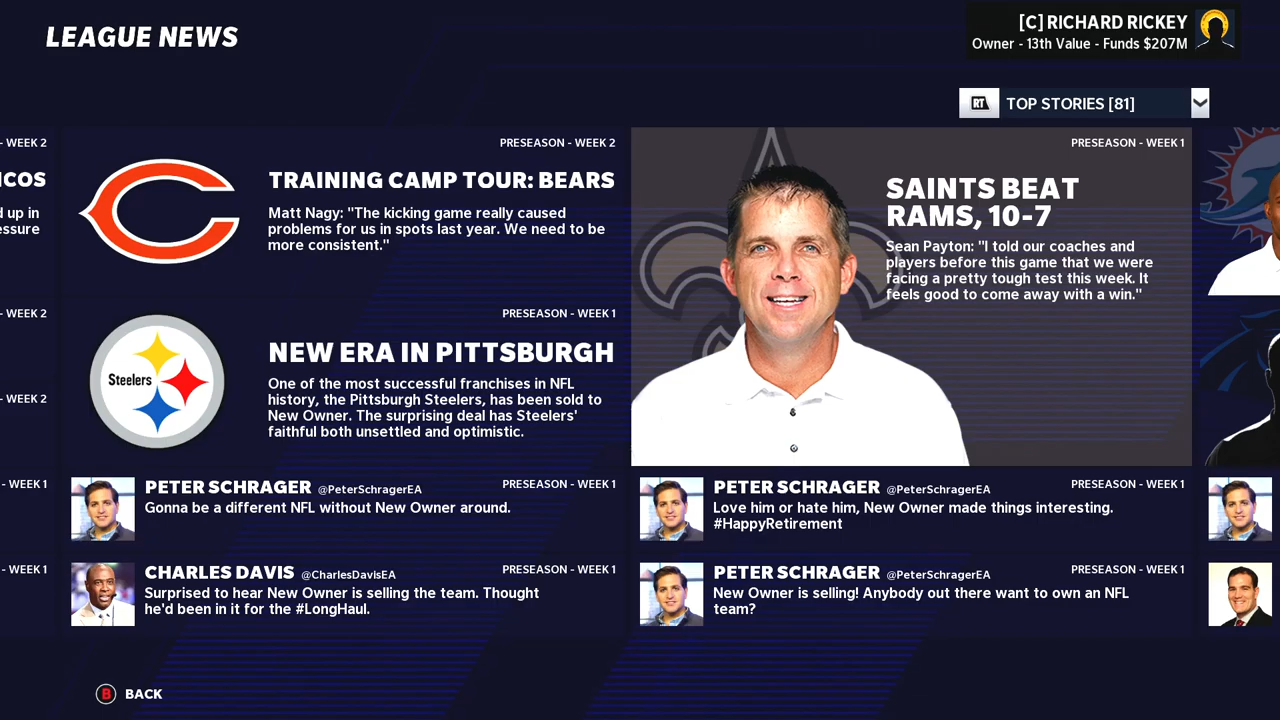 LEAGUE NEWS
[C] RICHARD RICKEY
Owner - 13th Value - Funds $207M
RT
TOP STORIES [81]
- WEEK 2
COS
d up in
essure
- WEEK 2
- WEEK 2
- WEEK 1
- WEEK 1
PRESEASON - WEEK 2
TRAINING CAMP TOUR: BEARS
Matt Nagy: "The kicking game really caused
problems for us in spots last year. We need to be
more consistent."
PRESEASON - WEEK 1
Steelers
NEW ERA IN PITTSBURGH
One of the most successful franchises in NFL
history, the Pittsburgh Steelers, has been sold to
New Owner. The surprising deal has Steelers'
faithful both unsettled and optimistic.
PETER SCHRAGER @PeterSchragerEA PRESEASON - WEEK 1
Gonna be a different NFL without New Owner around.
CHARLES DAVIS @CharlesDavisEA PRESEASON - WEEK 1
Surprised to hear New Owner is selling the team. Thought
he'd been in it for the #LongHaul.
PRESEASON - WEEK 1
SAINTS BEAT
RAMS, 10-7
Sean Payton: "I told our coaches and
players before this game that we were
facing a pretty tough test this week. It
feels good to come away with a win."
PETER SCHRAGER @PeterSchragerEA PRESEASON - WEEK 1
Love him or hate him, New Owner made things interesting.
#HappyRetirement
PETER SCHRAGER @PeterSchragerEA PRESEASON - WEEK 1
New Owner is selling! Anybody out there want to own an NFL
team?
B BACK